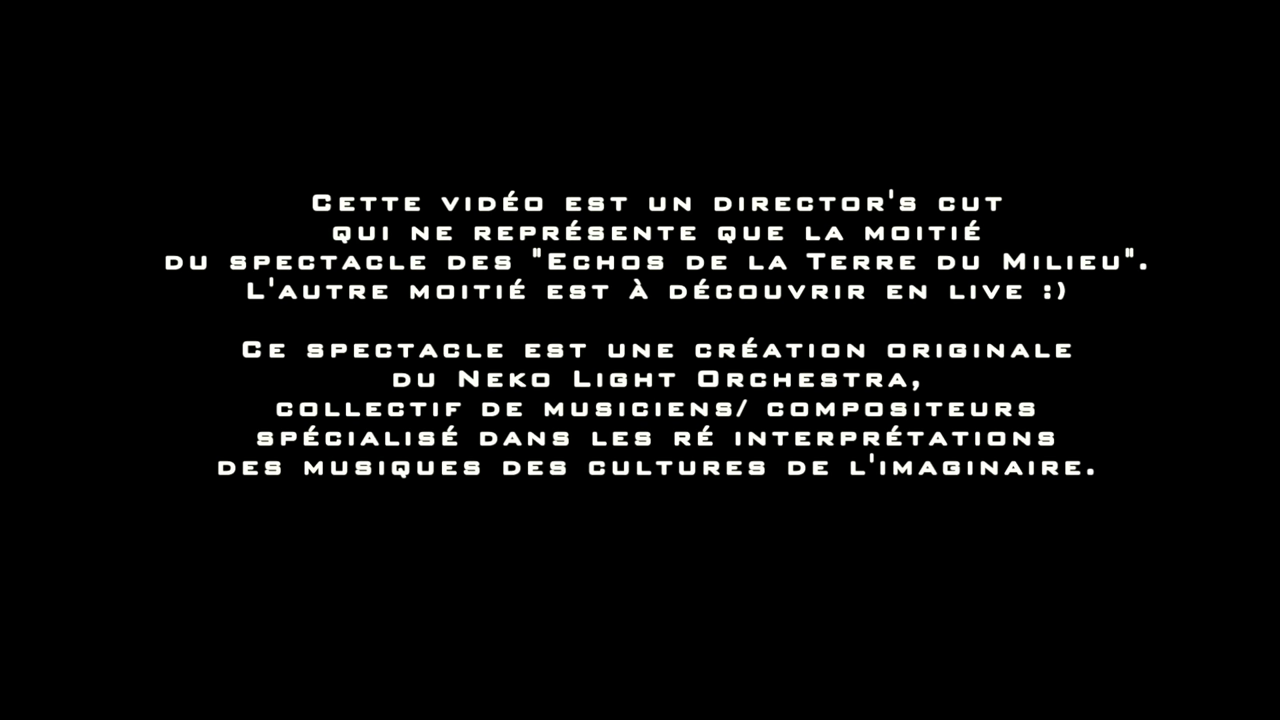 Cette vidéo est un director's cut
qui ne représente que la moitié
du spectacle des "Echos de la Terre du Milieu".
L'autre moitié est à découvrir en live :)
Ce spectacle est une création originale
du Neko Light Orchestra,
collectif de musiciens/ compositeurs
spécialisé dans les ré interprétations
des musiques des cultures de l'imaginaire.